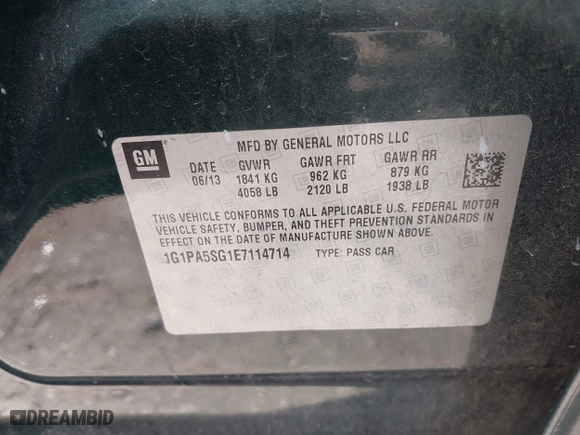 GM
MFD BY GENERAL MOTORS LLC
DATE GVWR GAWR FRT GAWR RR
06/13 1841 KG 962 KG 879 KG
4058 LB 2120 LB 1938 LB
THIS VEHICLE CONFORMS TO ALL APPLICABLE U.S. FEDERAL MOTOR
VEHICLE SAFETY, BUMPER, AND THEFT PREVENTION STANDARDS IN
EFFECT ON THE DATE OF MANUFACTURE SHOWN ABOVE.
1G1PA5SG1E7114714 TYPE: PASS CAR
DREAMBID